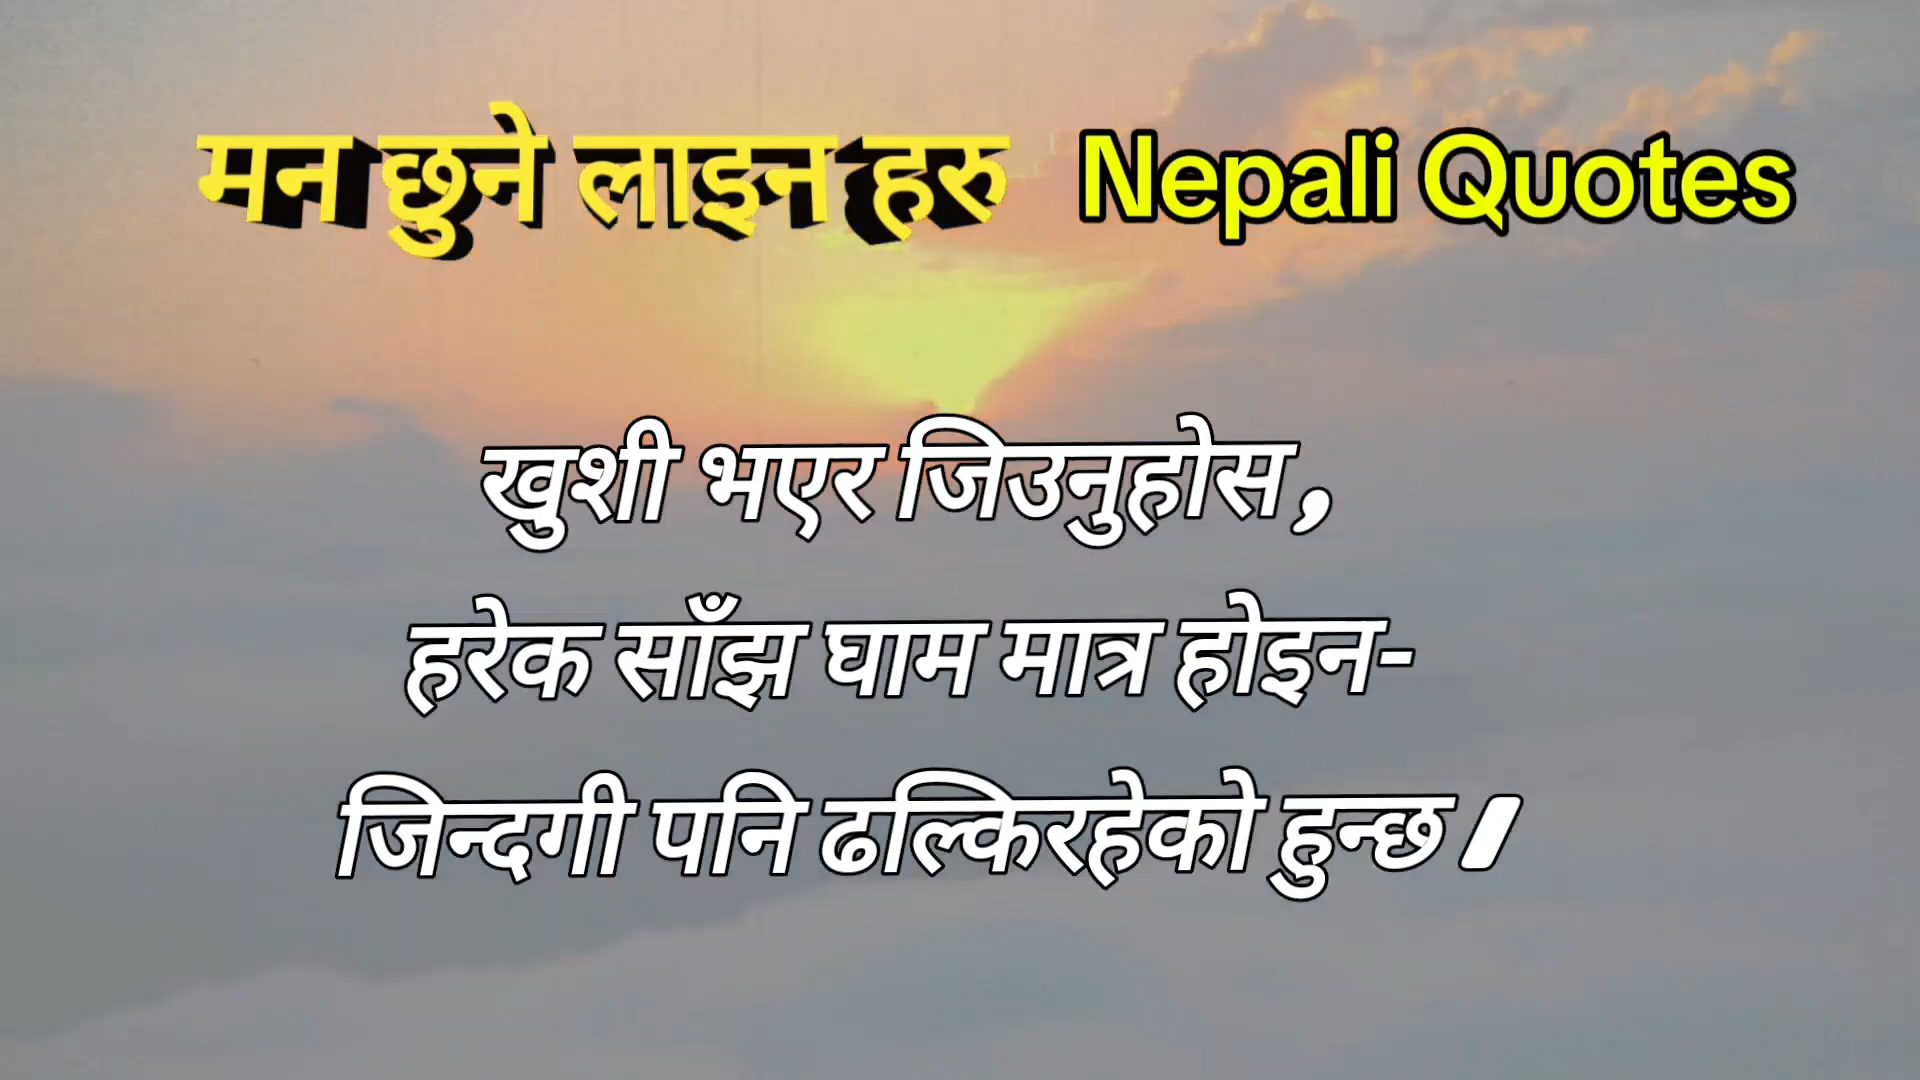 मन छुने लाइन हरु Nepali Quotes
खुशी भएर जिउनुहोस,
हरेक साँझ घाम मात्र होइन-
जिन्दगी पनि ढल्किरहेको हुन्छ।